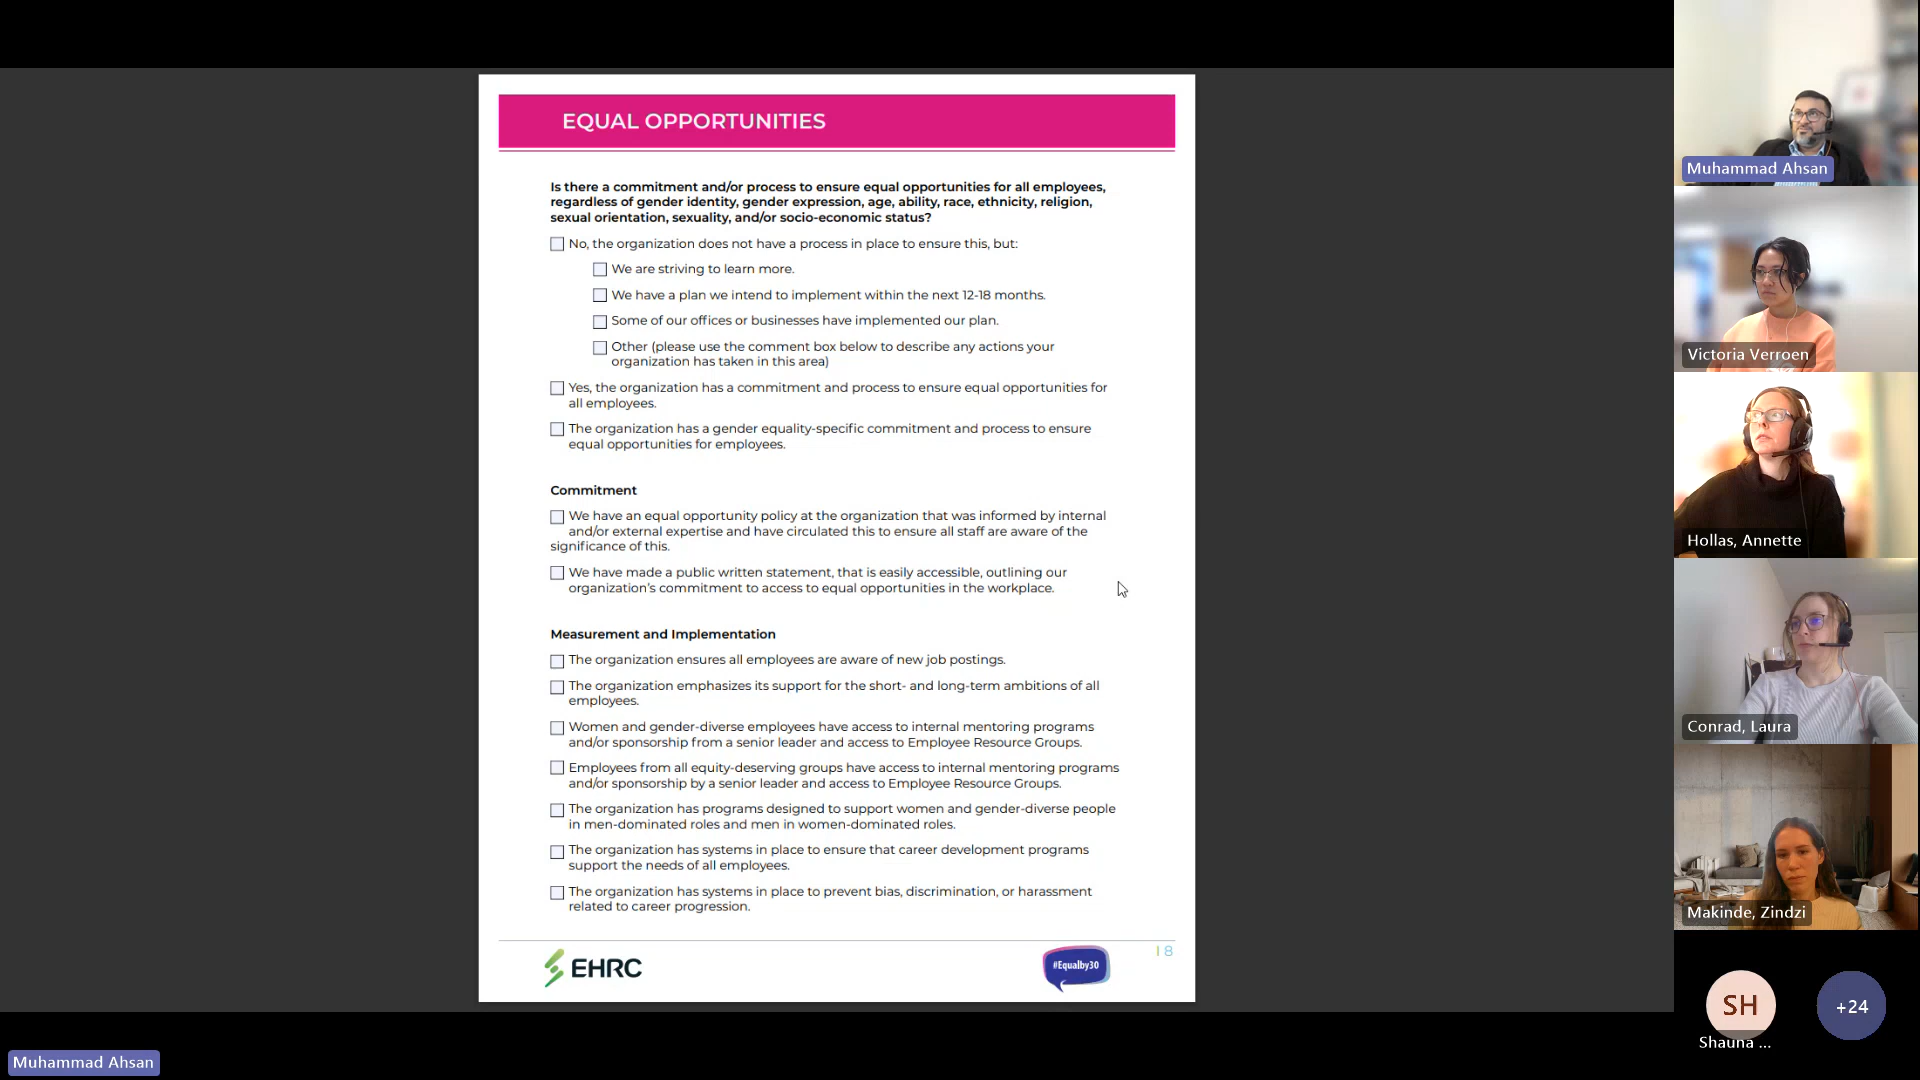 EQUAL OPPORTUNITIES
Is there a commitment and/or process to ensure equal opportunities for all employees,
regardless of gender identity, gender expression, age, ability, race, ethnicity, religion,
sexual orientation, sexuality, and/or socio-economic status?
No, the organization does not have a process in place to ensure this, but:
We are striving to learn more.
We have a plan we intend to implement within the next 12-18 months.
Some of our offices or businesses have implemented our plan.
Other (please use the comment box below to describe any actions your
organization has taken in this area)
Yes, the organization has a commitment and process to ensure equal opportunities for
all employees.
The organization has a gender equality-specific commitment and process to ensure
equal opportunities for employees.
Commitment
We have an equal opportunity policy at the organization that was informed by internal
and/or external expertise and have circulated this to ensure all staff are aware of the
significance of this.
We have made a public written statement, that is easily accessible, outlining our
organization's commitment to access to equal opportunities in the workplace.
Measurement and Implementation
The organization ensures all employees are aware of new job postings.
The organization emphasizes its support for the short- and long-term ambitions of all
employees.
Women and gender-diverse employees have access to internal mentoring programs
and/or sponsorship from a senior leader and access to Employee Resource Groups.
Employees from all equity-deserving groups have access to internal mentoring programs
and/or sponsorship by a senior leader and access to Employee Resource Groups.
The organization has programs designed to support women and gender-diverse people
in men-dominated roles and men in women-dominated roles.
The organization has systems in place to ensure that career development programs
support the needs of all employees.
The organization has systems in place to prevent bias, discrimination, or harassment
related to career progression.
EHRC
#Equalby30
| 8
Muhammad Ahsan
Victoria Verroen
Hollas, Annette
Conrad, Laura
Makinde, Zindzi
SH
+24
Shauna ...
Muhammad Ahsan